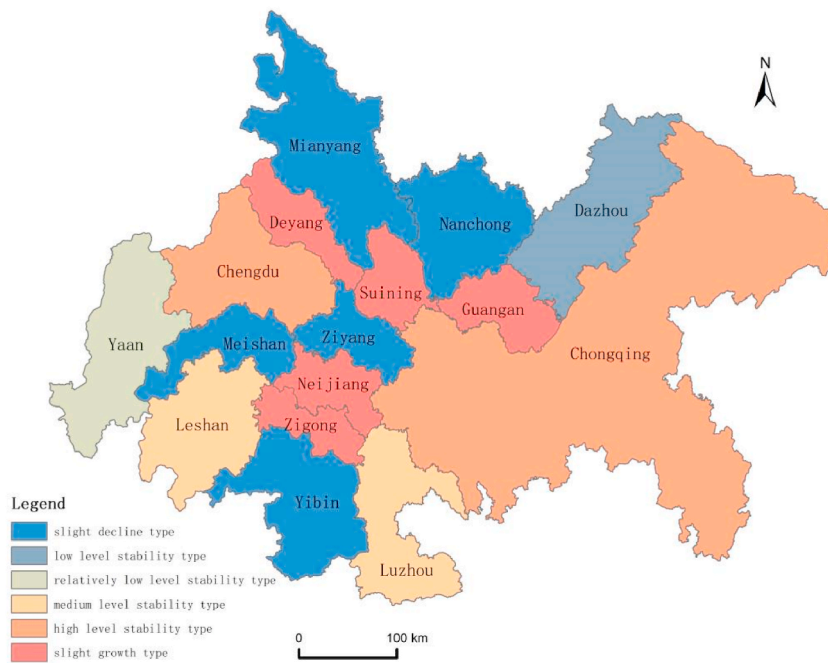 N
Mianyang
Dazhou
Deyang
Nanchong
Chengdu
Suining
Guangan
Yaan
Meishan
Ziyang
Chongqing
Neijiang
Leshan
Zigong
Yibin
Luzhou
Legend
slight decline type
low level stability type
relatively low level stability type
medium level stability type
high level stability type
slight growth type
0 100 km